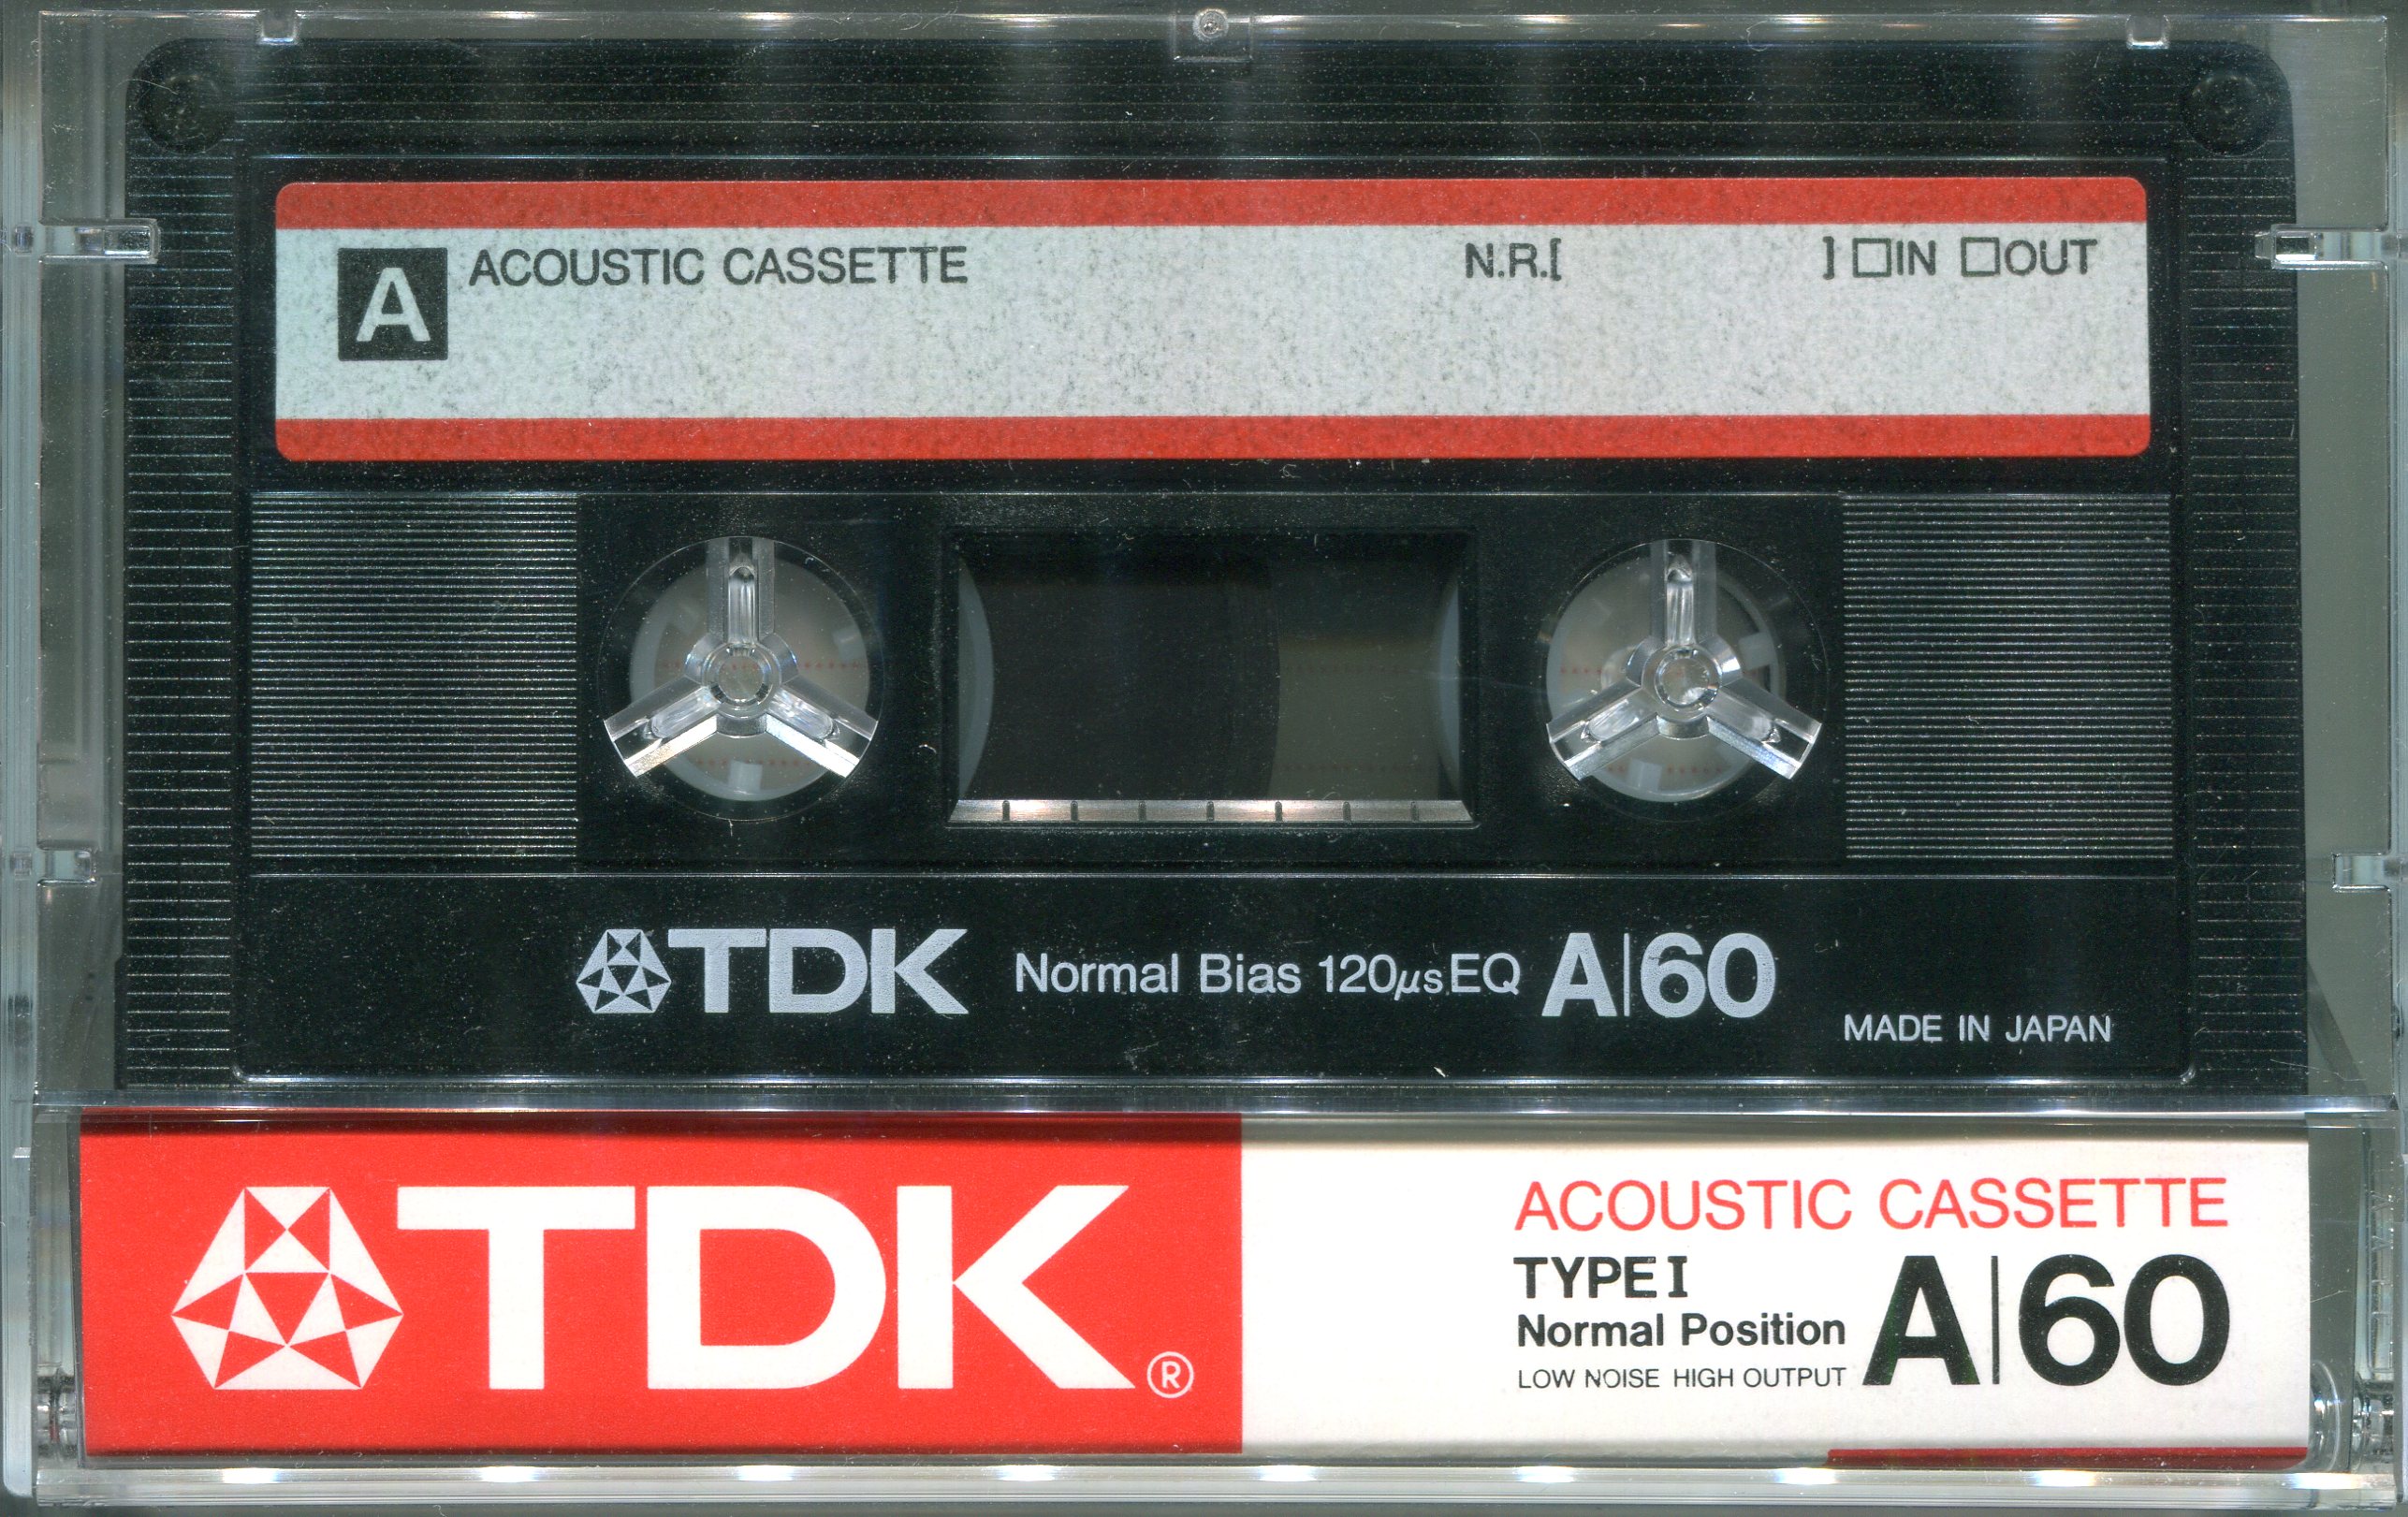 A ACOUSTIC CASSETTE N.R.[ ] □IN □OUT
TDK Normal Bias 120μs EQ A|60
MADE IN JAPAN
TDK®
ACOUSTIC CASSETTE
TYPE I
Normal Position
LOW NOISE HIGH OUTPUT
A|60